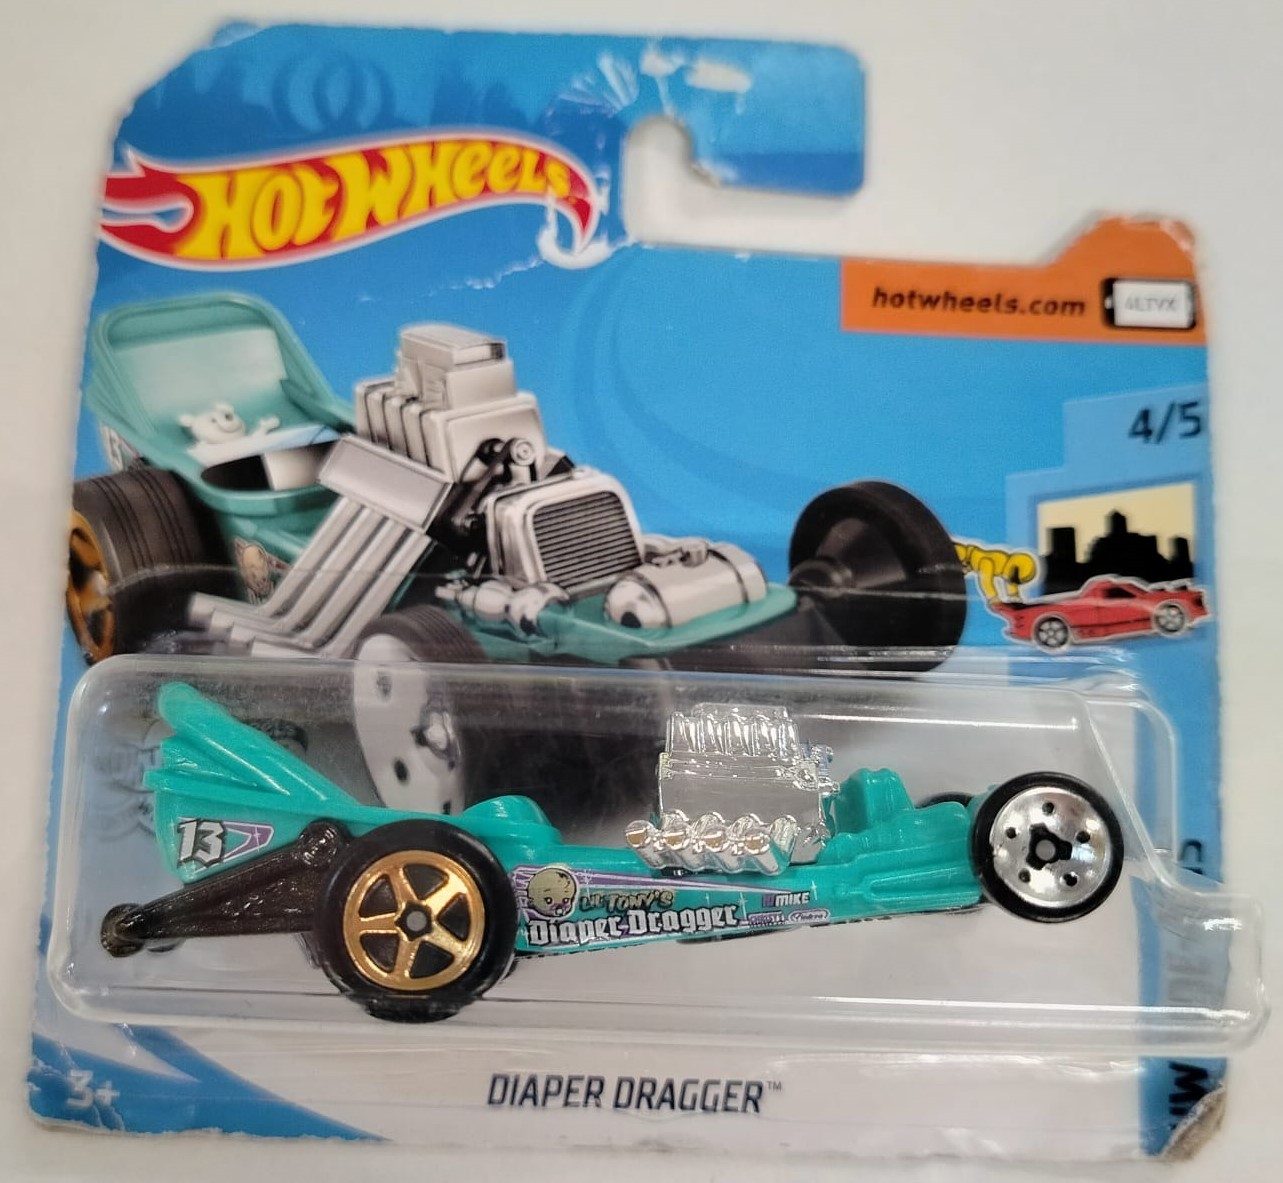 HOT WHEELS
hotwheels.com
4/5
13
LIL TONY'S
Diaper-Dragger
MIKE
3+
DIAPER DRAGGER™